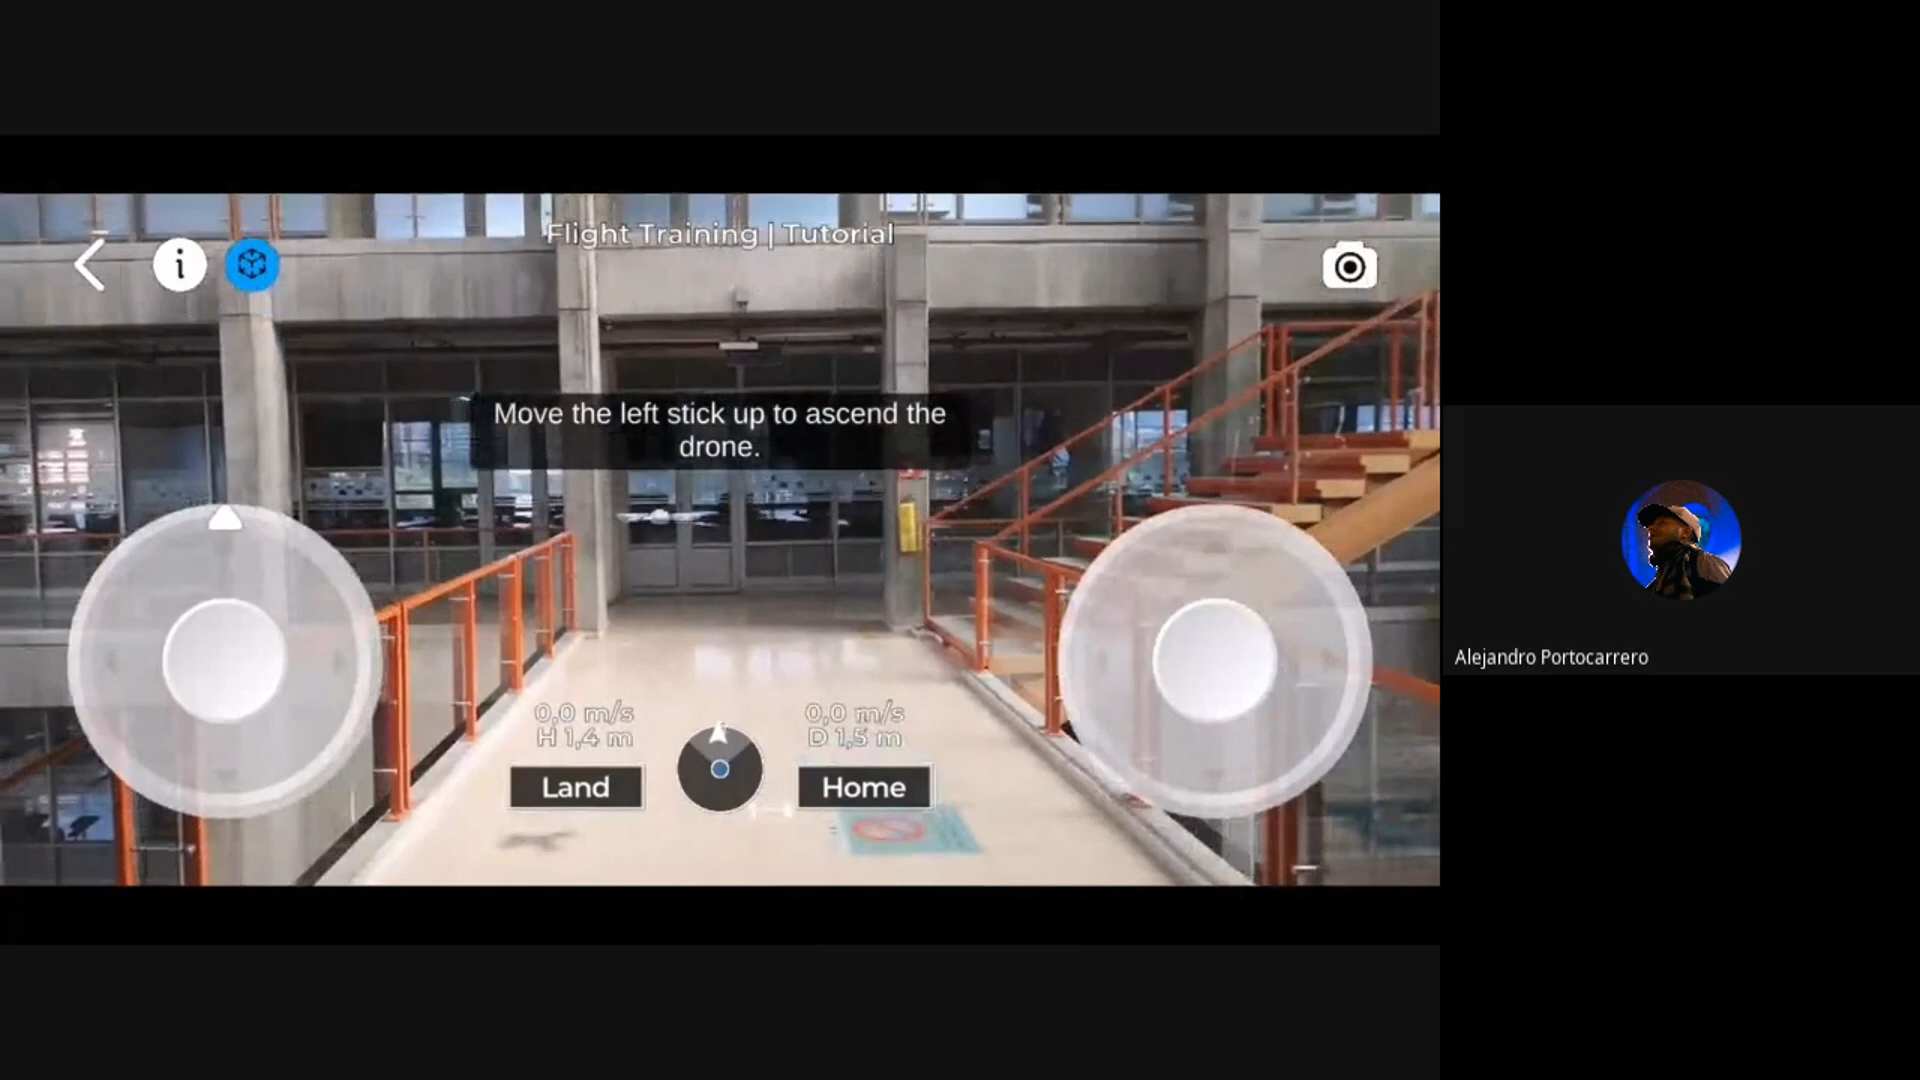 Flight Training | Tutorial
i
Move the left stick up to ascend the
drone.
0,0 m/s
H 1,4 m
0,0 m/s
D 1,5 m
Land
Home
Alejandro Portocarrero